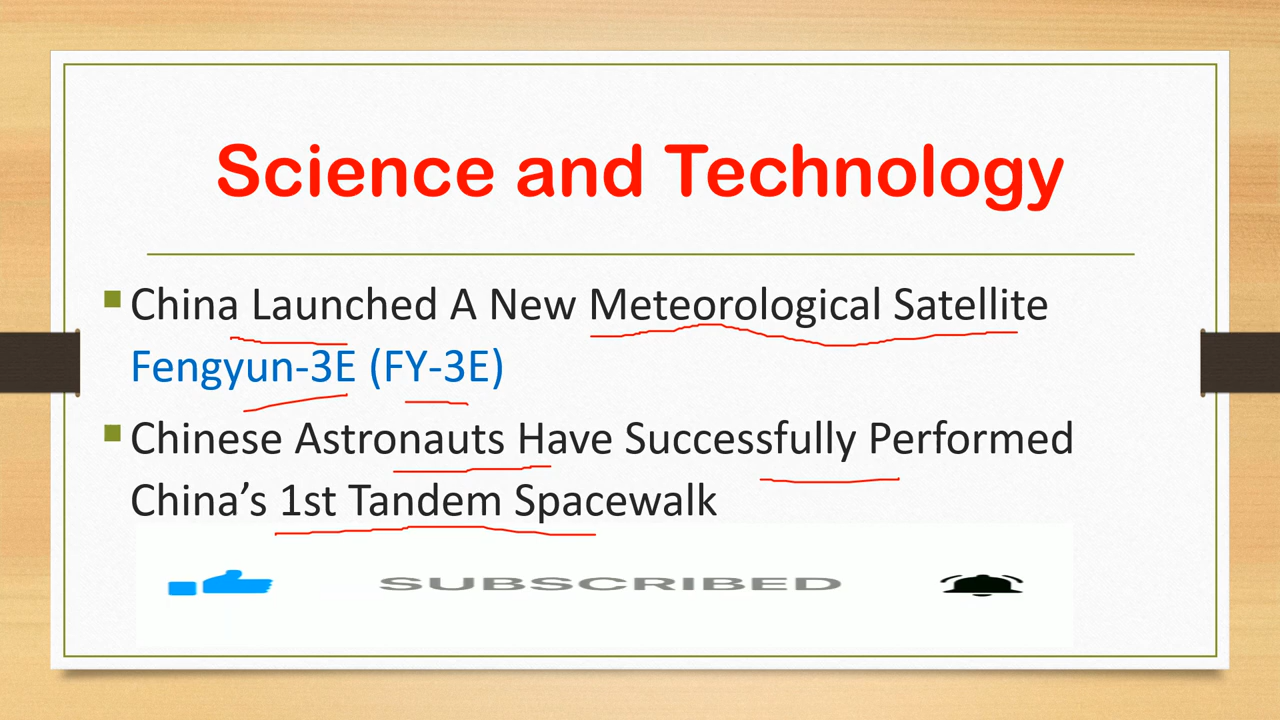 Science and Technology
China Launched A New Meteorological Satellite
Fengyun-3E (FY-3E)
Chinese Astronauts Have Successfully Performed
China’s 1st Tandem Spacewalk
SUBSCRIBED